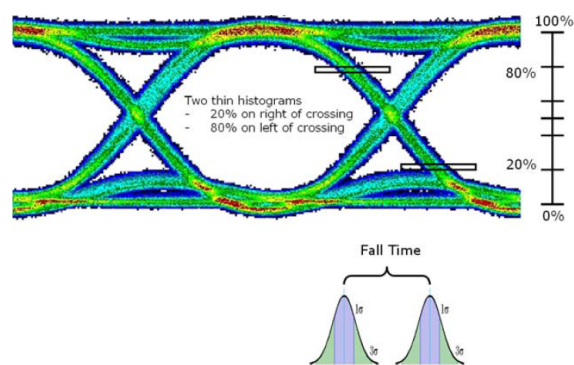 100%
80%
Two thin histograms
- 20% on right of crossing
- 80% on left of crossing
20%
0%
Fall Time
1σ
1σ
3σ
3σ